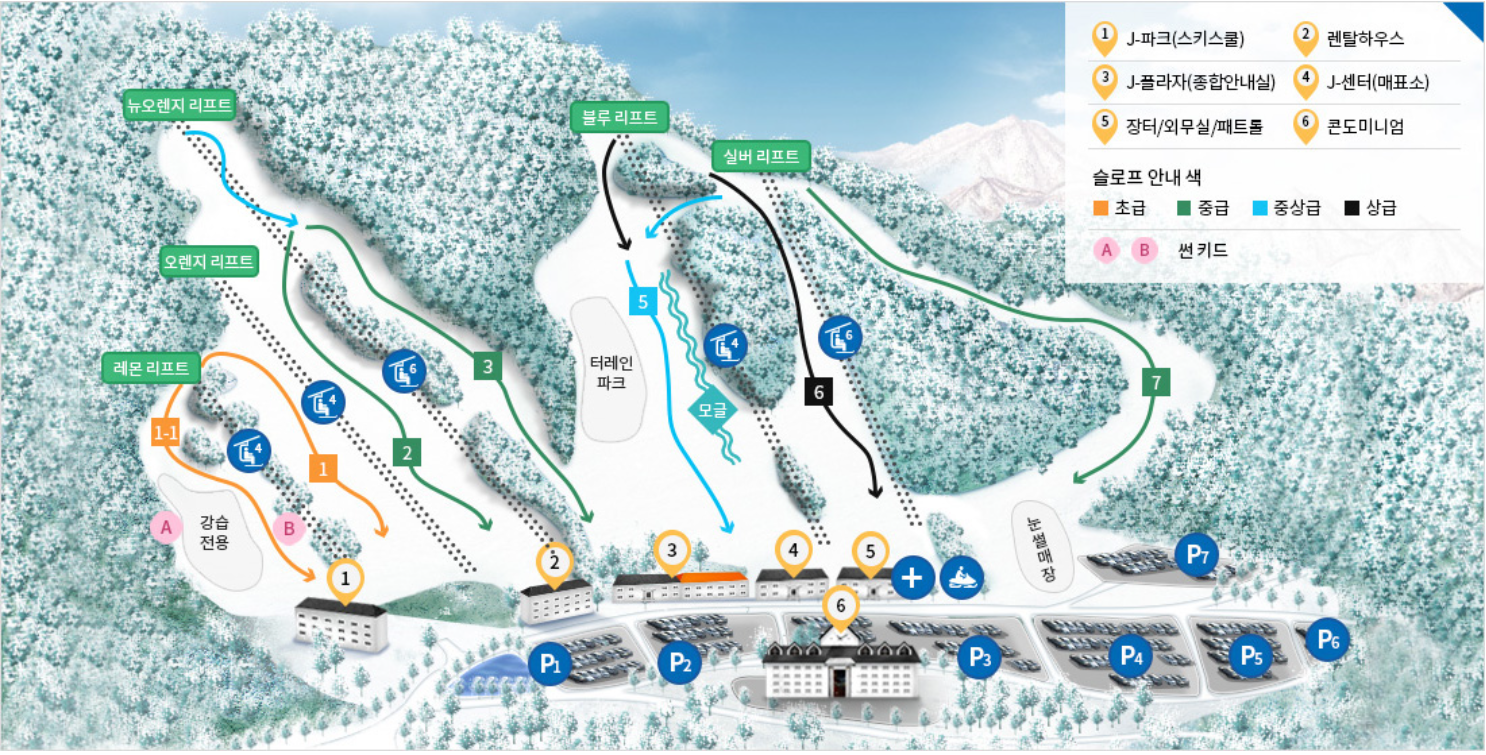 1 J-파크(스키스쿨)
2 렌탈하우스
3 J-플라자(종합안내실)
4 J-센터(매표소)
5 장터/의무실/패트롤
6 콘도미니엄
슬로프 안내 색
초급
중급
중상급
상급
A B 썬 키드
뉴오렌지 리프트
블루 리프트
실버 리프트
오렌지 리프트
레몬 리프트
5
4
6
터레인
파크
3
6
4
6
7
모글
1-1
4
1
2
강습
전용
A
B
눈썰매장
1
2
3
4
5
6
P1
P2
P3
P4
P5
P6
P7